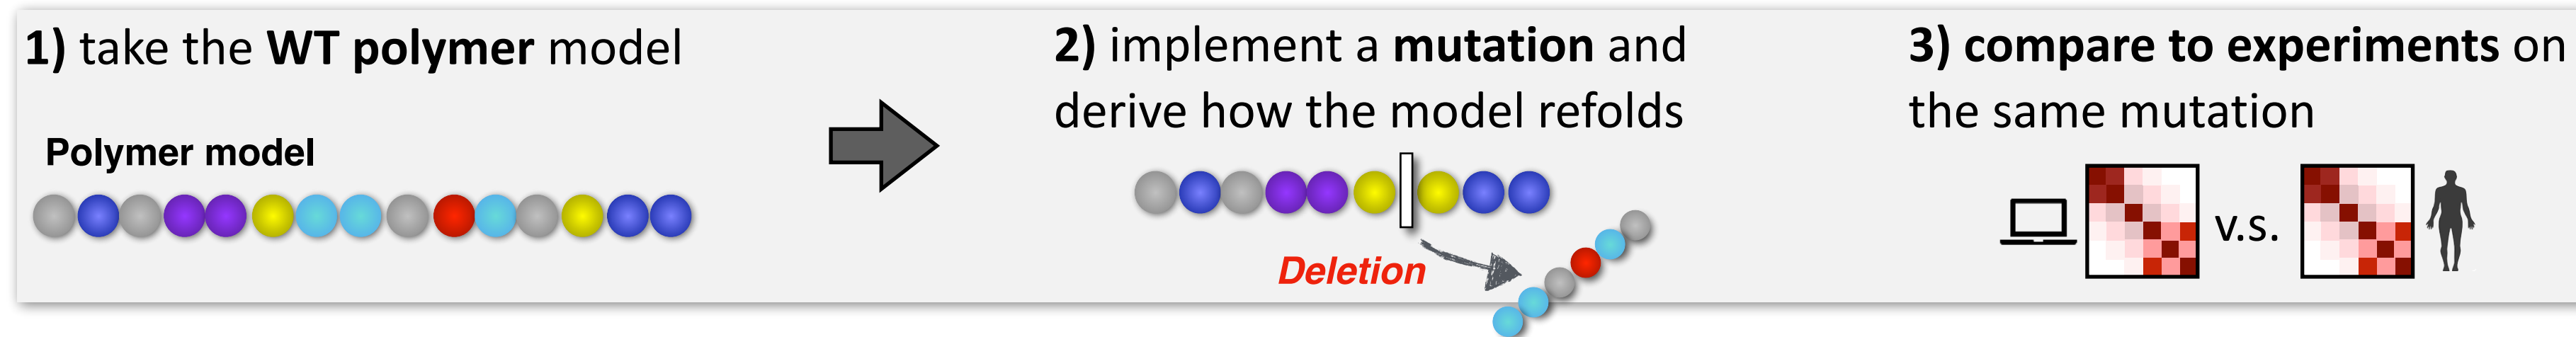 1) take the WT polymer model
Polymer model
2) implement a mutation and
derive how the model refolds
Deletion
3) compare to experiments on
the same mutation
v.s.